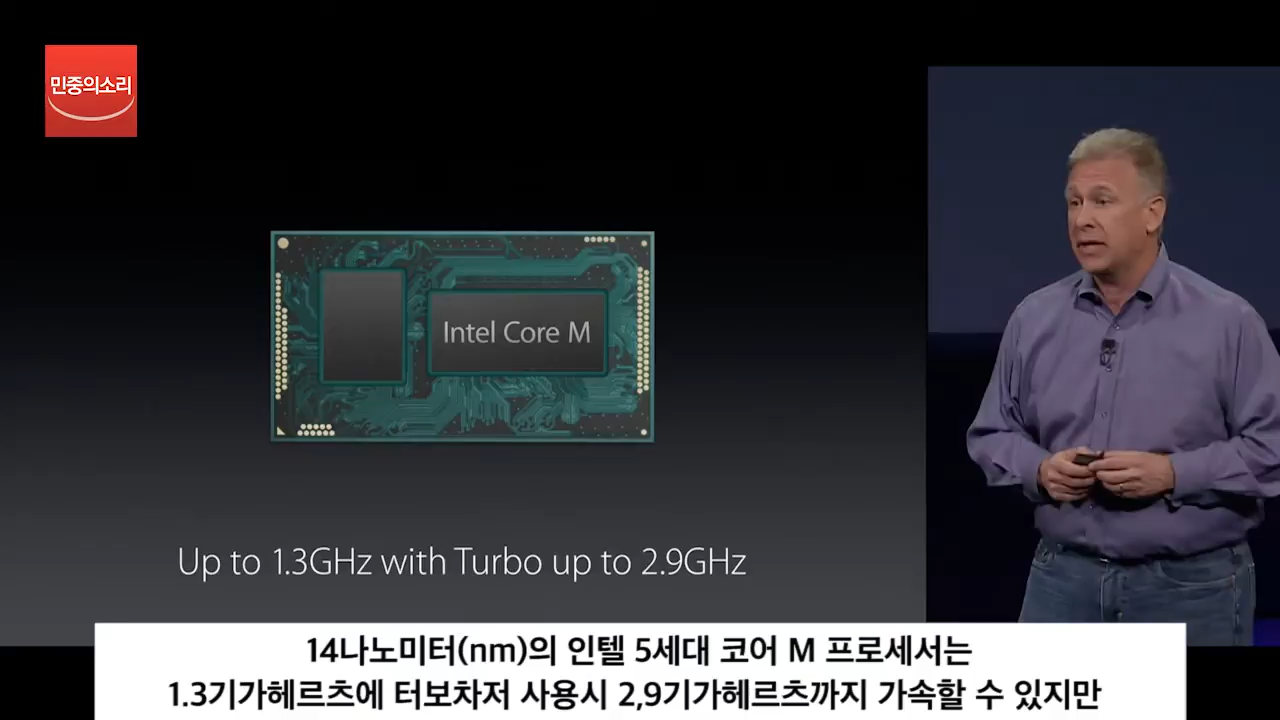 민중의소리
Intel Core M
Up to 1.3GHz with Turbo up to 2.9GHz
14나노미터(nm)의 인텔 5세대 코어 M 프로세서는
1.3기가헤르츠에 터보차저 사용시 2,9기가헤르츠까지 가속할 수 있지만